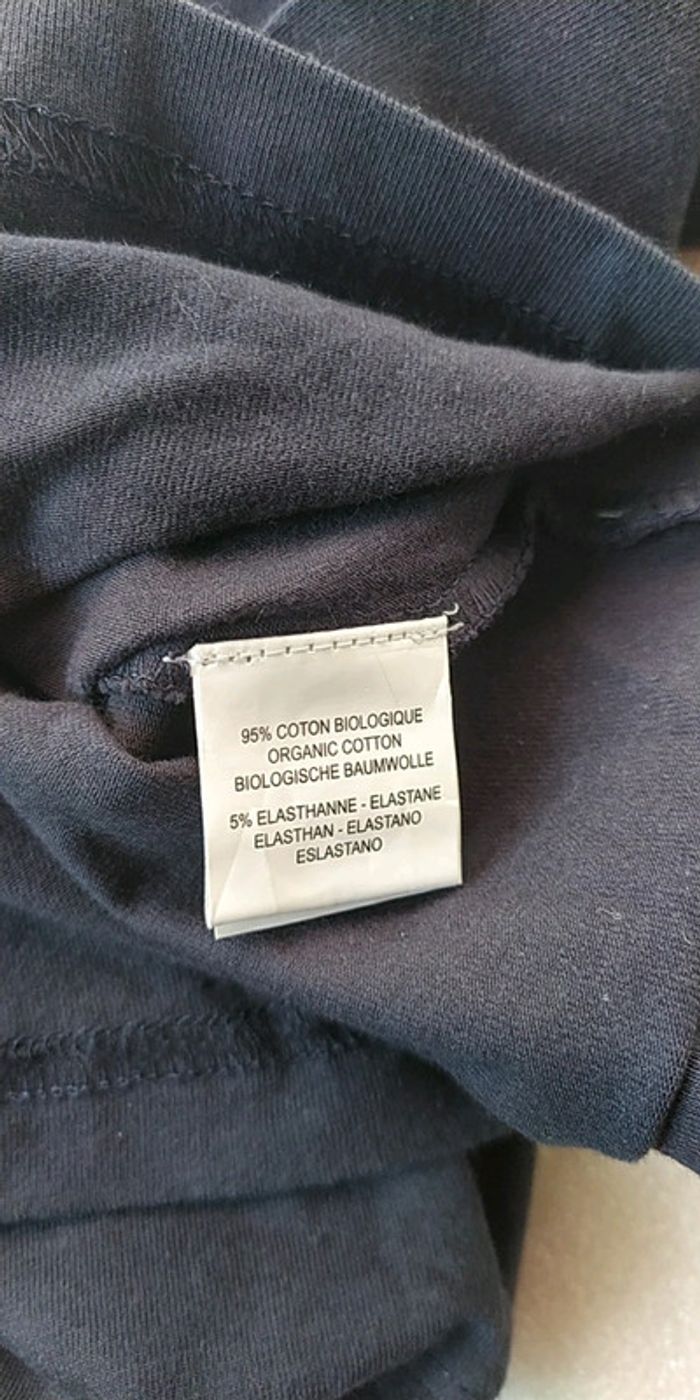 95% COTON BIOLOGIQUE
ORGANIC COTTON
BIOLOGISCHE BAUMWOLLE
5% ELASTHANNE - ELASTANE
ELASTHAN - ELASTANO
ESLASTANO